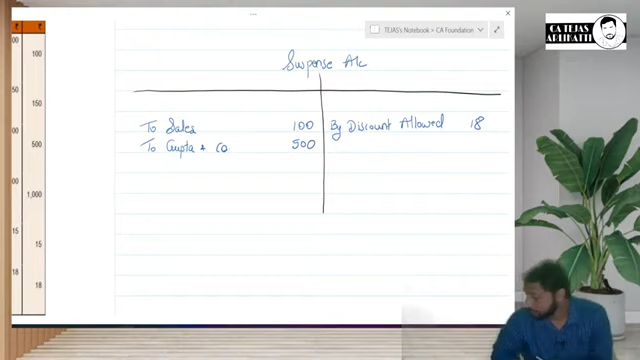 ...
×
TEJAS's Notebook > CA Foundation
CA TEJAS
₹ ₹
100
150
500
1,000
15
18
Suspense A/c
To Sales 100 By Discount Allowed 18
To Gupta + co 500